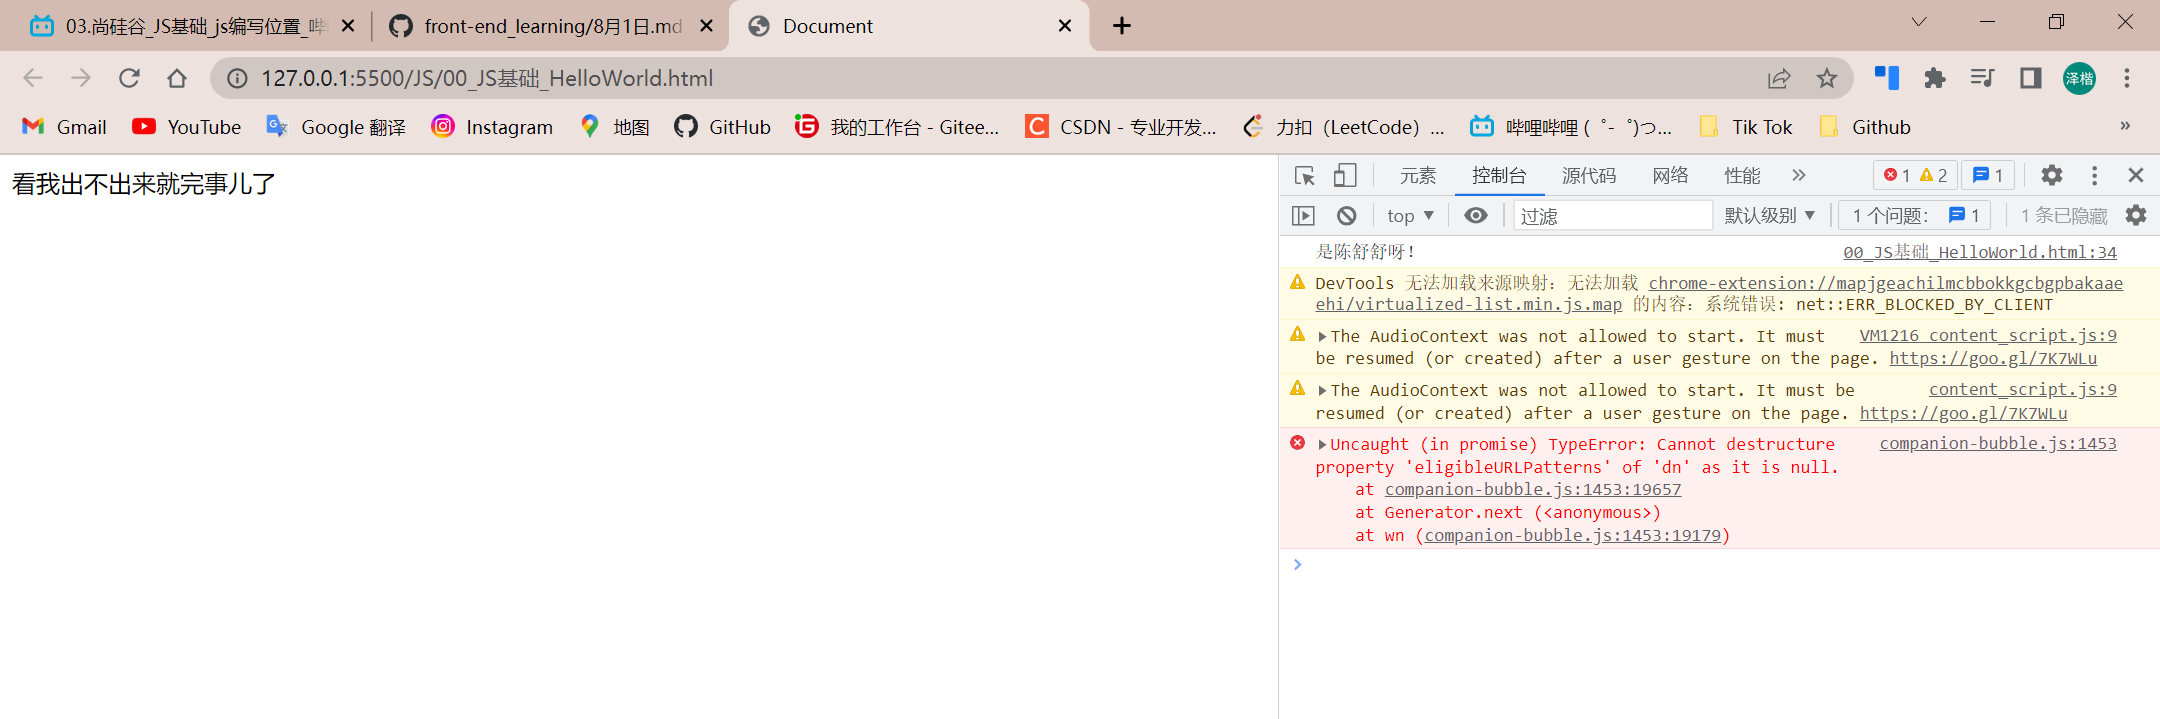 03.尚硅谷_JS基础_js编写位置_哔
front-end_learning/8月1日.md
Document
127.0.0.1:5500/JS/00_JS基础_HelloWorld.html
泽楷
Gmail
YouTube
Google 翻译
Instagram
地图
GitHub
我的工作台 - Gitee...
CSDN - 专业开发...
力扣（LeetCode）...
哔哩哔哩 ( ゜- ゜)つ...
Tik Tok
Github
»
看我出不出来就完事儿了
元素 控制台 源代码 网络 性能 » 1 2 1
top 过滤 默认级别 1 个问题： 1 1 条已隐藏
是陈舒舒呀! 00_JS基础_HelloWorld.html:34
DevTools 无法加载来源映射：无法加载 chrome-extension://mapjgeachilmcbbokkgcbgpbakaae
ehi/virtualized-list.min.js.map 的内容：系统错误: net::ERR_BLOCKED_BY_CLIENT
The AudioContext was not allowed to start. It must VM1216 content_script.js:9
be resumed (or created) after a user gesture on the page. https://goo.gl/7K7WLu
The AudioContext was not allowed to start. It must be content_script.js:9
resumed (or created) after a user gesture on the page. https://goo.gl/7K7WLu
Uncaught (in promise) TypeError: Cannot destructure companion-bubble.js:1453
property 'eligibleURLPatterns' of 'dn' as it is null.
at companion-bubble.js:1453:19657
at Generator.next (<anonymous>)
at wn (companion-bubble.js:1453:19179)